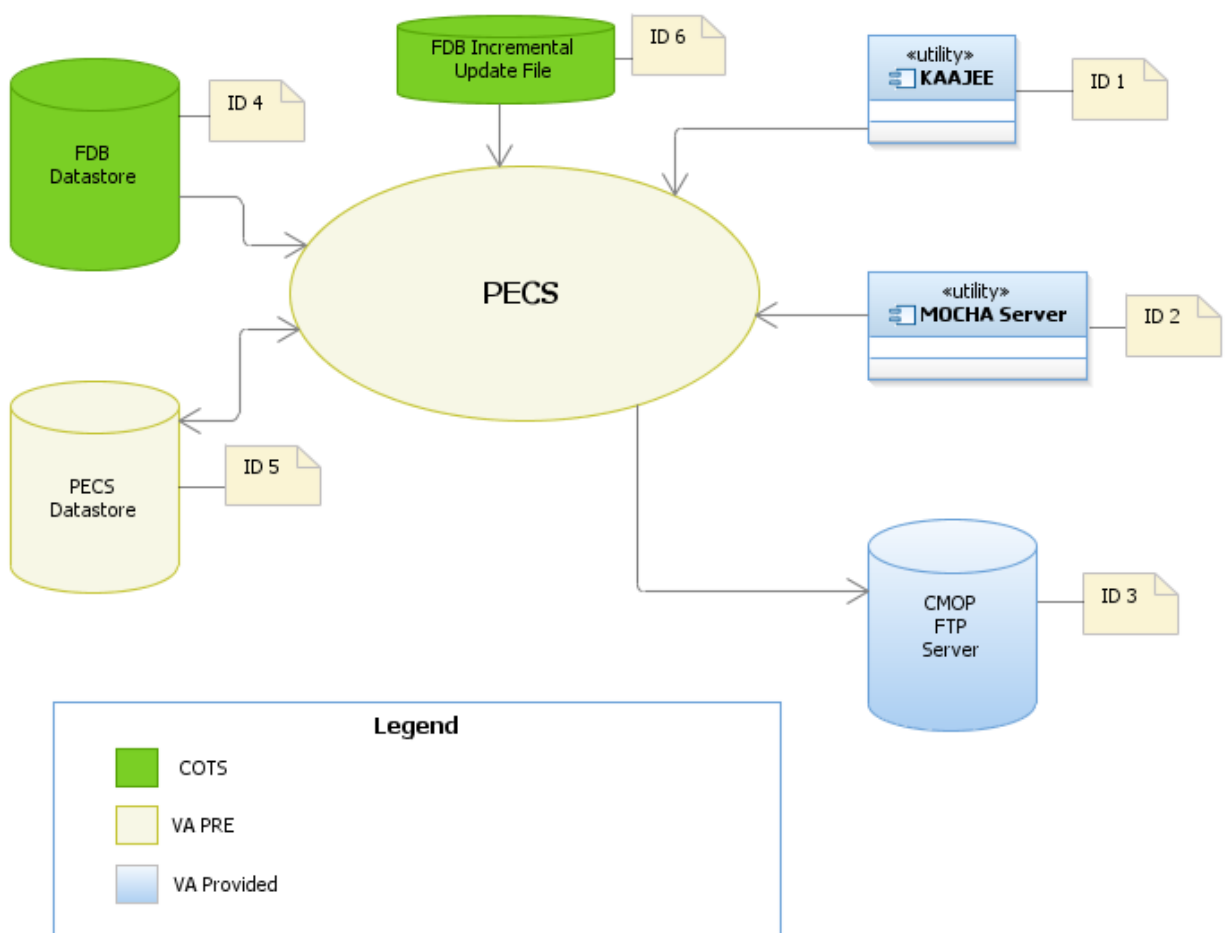 FDB Incremental
Update File
ID 6
«utility»
KAAJEE
ID 1
ID 4
FDB
Datastore
PECS
«utility»
MOCHA Server
ID 2
ID 5
PECS
Datastore
CMOP
FTP
Server
ID 3
Legend
COTS
VA PRE
VA Provided